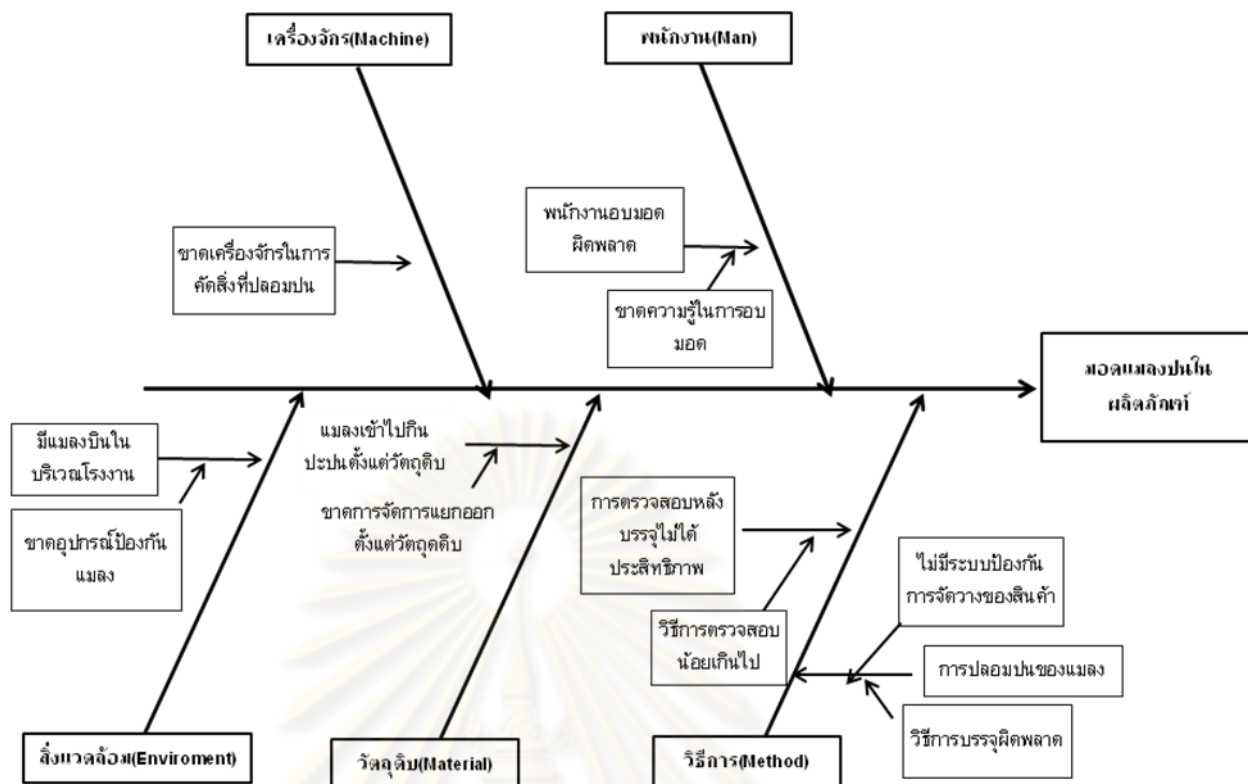 เครื่องจักร(Machine)
พนักงาน(Man)
ขาดเครื่องจักรในการ
คัดสิ่งที่ปลอมปน
พนักงานอบมอด
ผิดพลาด
ขาดความรู้ในการอบ
มอด
มอดแมลงปนใน
ผลิตภัณฑ์
มีแมลงบินใน
บริเวณโรงงาน
ขาดอุปกรณ์ป้องกัน
แมลง
แมลงเข้าไปกิน
ปะปนตั้งแต่วัตถุดิบ
ขาดการจัดการแยกออก
ตั้งแต่วัตถุดดิบ
การตรวจสอบหลัง
บรรจุไม่ได้
ประสิทธิภาพ
วิธีการตรวจสอบ
น้อยเกินไป
ไม่มีระบบป้องกัน
การจัดวางของสินค้า
การปลอมปนของแมลง
วิธีการบรรจุผิดพลาด
สิ่งแวดล้อม(Enviroment)
วัตถุดิบ(Material)
วิธีการ(Method)